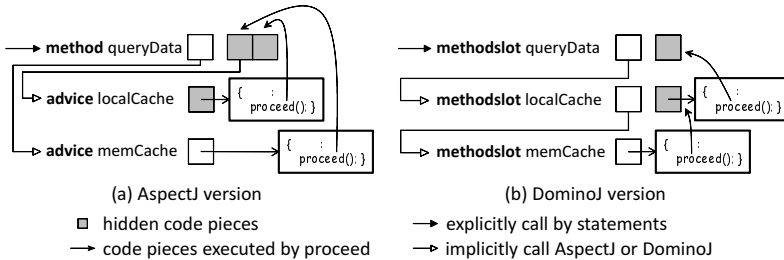 method queryData
advice localCache
{ :
proceed(); }
advice memCache
{ :
proceed(); }
(a) AspectJ version
methodslot queryData
methodslot localCache
{ :
proceed(); }
methodslot memCache
{ :
proceed(); }
(b) DominoJ version
hidden code pieces
explicitly call by statements
code pieces executed by proceed
implicitly call AspectJ or DominoJ